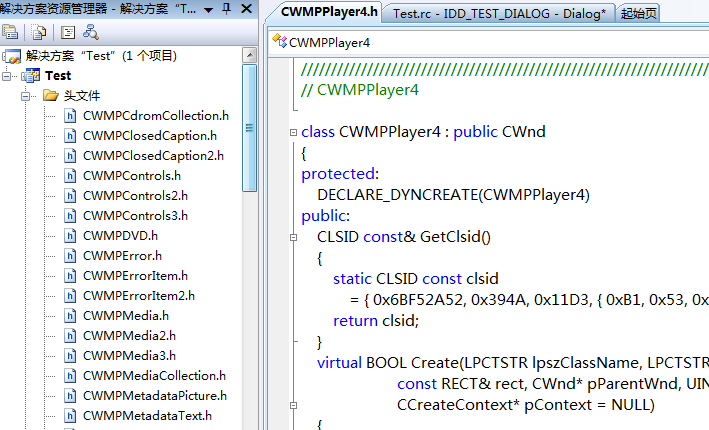 解决方案资源管理器 - 解决方案 "T...
解决方案 "Test" (1 个项目)
Test
头文件
CWMPCdromCollection.h
CWMPClosedCaption.h
CWMPClosedCaption2.h
CWMPControls.h
CWMPControls2.h
CWMPControls3.h
CWMPDVD.h
CWMPError.h
CWMPErrorItem.h
CWMPErrorItem2.h
CWMPMedia.h
CWMPMedia2.h
CWMPMedia3.h
CWMPMediaCollection.h
CWMPMetadataPicture.h
CWMPMetadataText.h
CWMPPlayer4.h
Test.rc - IDD_TEST_DIALOG - Dialog*
起始页
CWMPPlayer4
/////////////////////////////////////////////////////////////////////
// CWMPPlayer4
class CWMPPlayer4 : public CWnd
{
protected:
DECLARE_DYNCREATE(CWMPPlayer4)
public:
CLSID const& GetClsid()
{
static CLSID const clsid
= { 0x6BF52A52, 0x394A, 0x11D3, { 0xB1, 0x53, 0x
return clsid;
}
virtual BOOL Create(LPCTSTR lpszClassName, LPCTSTR
const RECT& rect, CWnd* pParentWnd, UIN
CCreateContext* pContext = NULL)
{